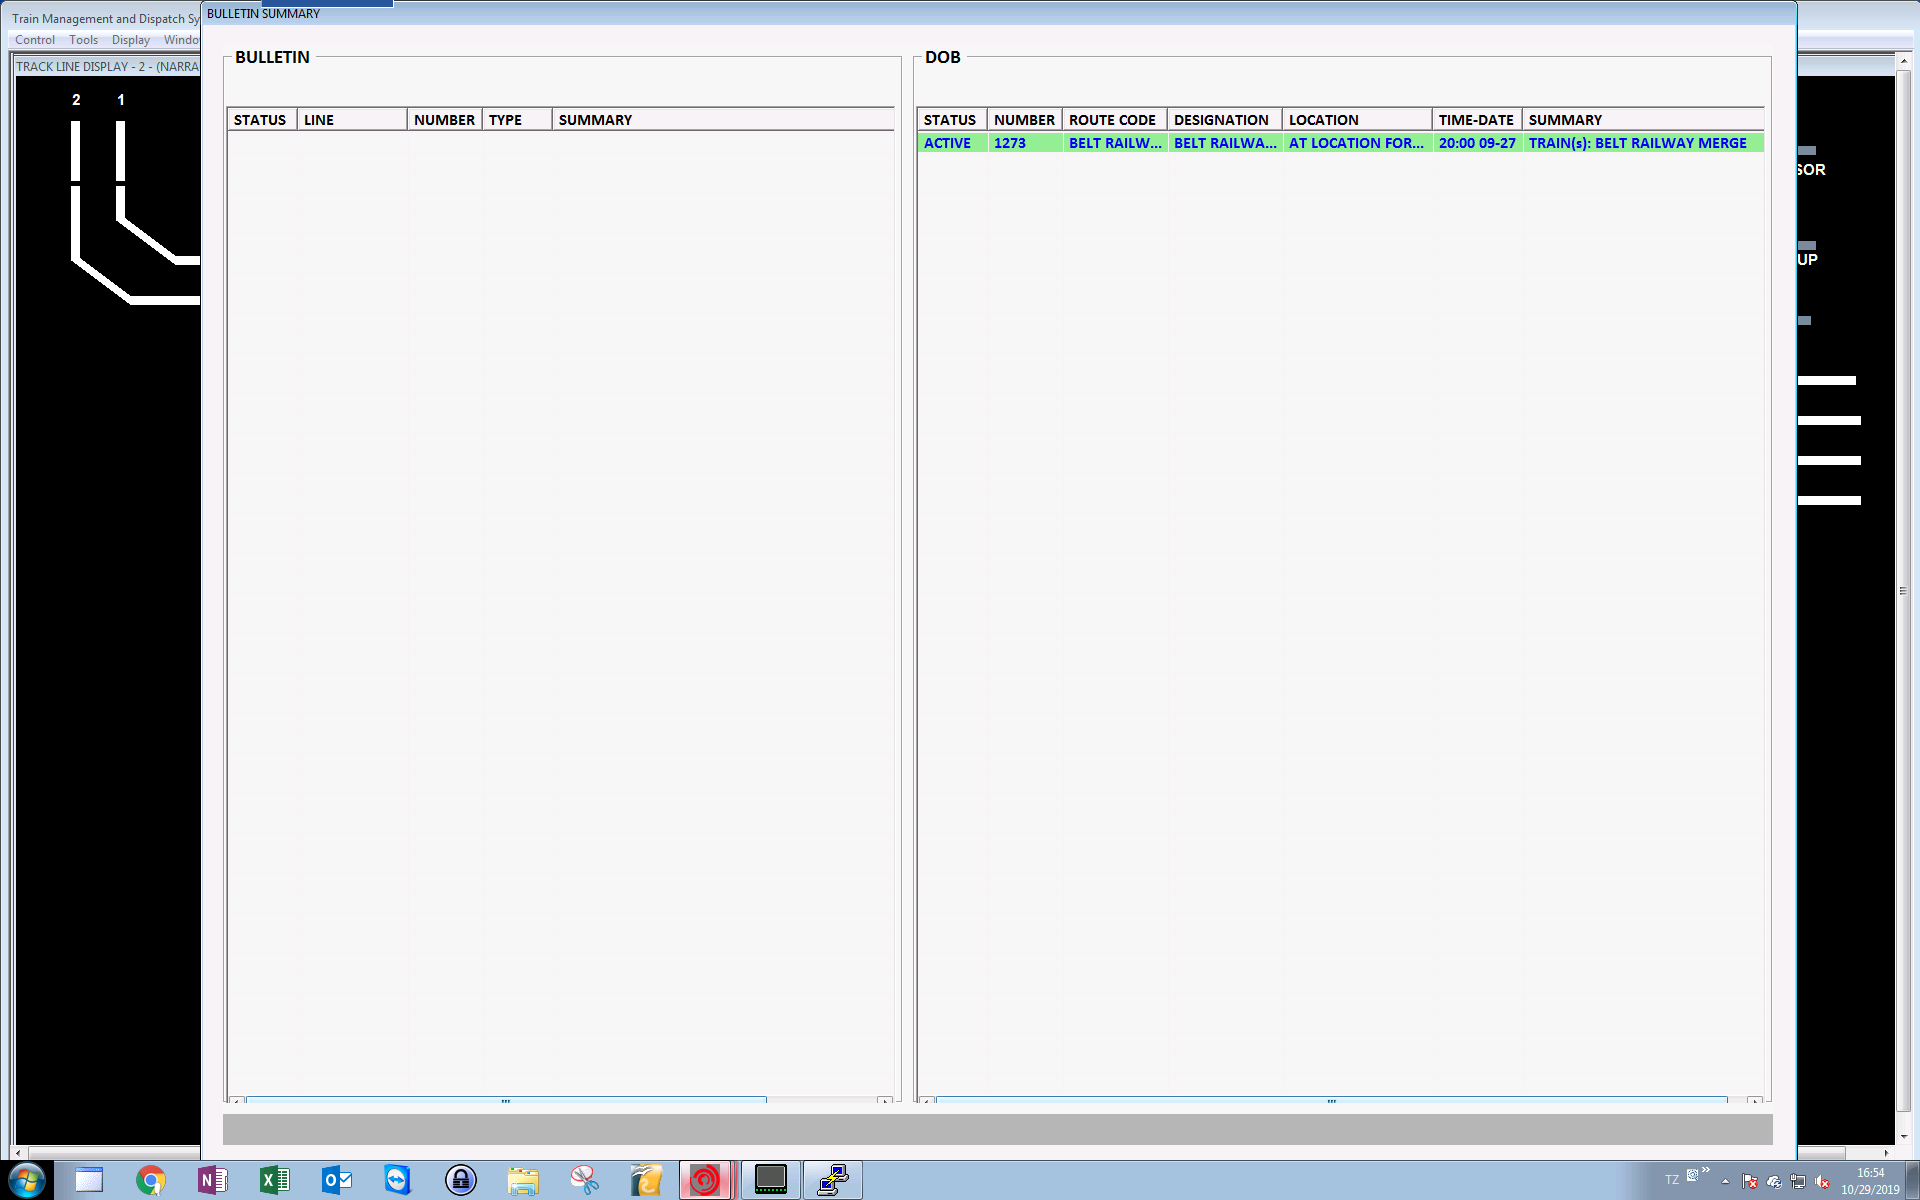 BULLETIN SUMMARY
Train Management and Dispatch Sy
Control Tools Display Windo
TRACK LINE DISPLAY - 2 - (NARRA
2 1
BULLETIN
STATUS LINE NUMBER TYPE SUMMARY
DOB
STATUS NUMBER ROUTE CODE DESIGNATION LOCATION TIME-DATE SUMMARY
ACTIVE 1273 BELT RAILW... BELT RAILWA... AT LOCATION FOR... 20:00 09-27 TRAIN(s): BELT RAILWAY MERGE
SOR
UP
TZ
16:54
10/29/2019